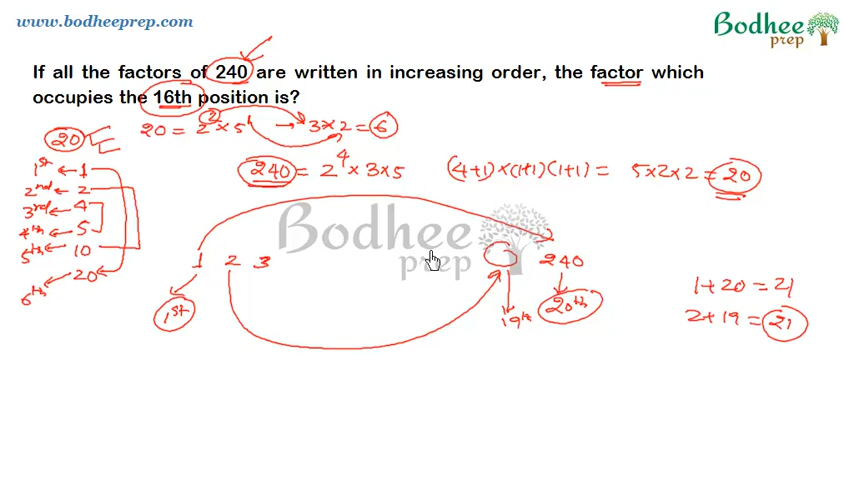 www.bodheeprep.com
Bodhee
prep
If all the factors of 240 are written in increasing order, the factor which
occupies the 16th position is?
20
20 = 2² × 5¹ → 3 × 2 = 6
240 = 2⁴ × 3 × 5 (4+1) × (1+1) (1+1) = 5 × 2 × 2 = 20
1st ← 1
2nd ← 2
3rd ← 4
4th ← 5
5th ← 10
6th ← 20
Bodhee
prep
1 2 3 240
1st 19th 20th
1 + 20 = 21
2 + 19 = 21